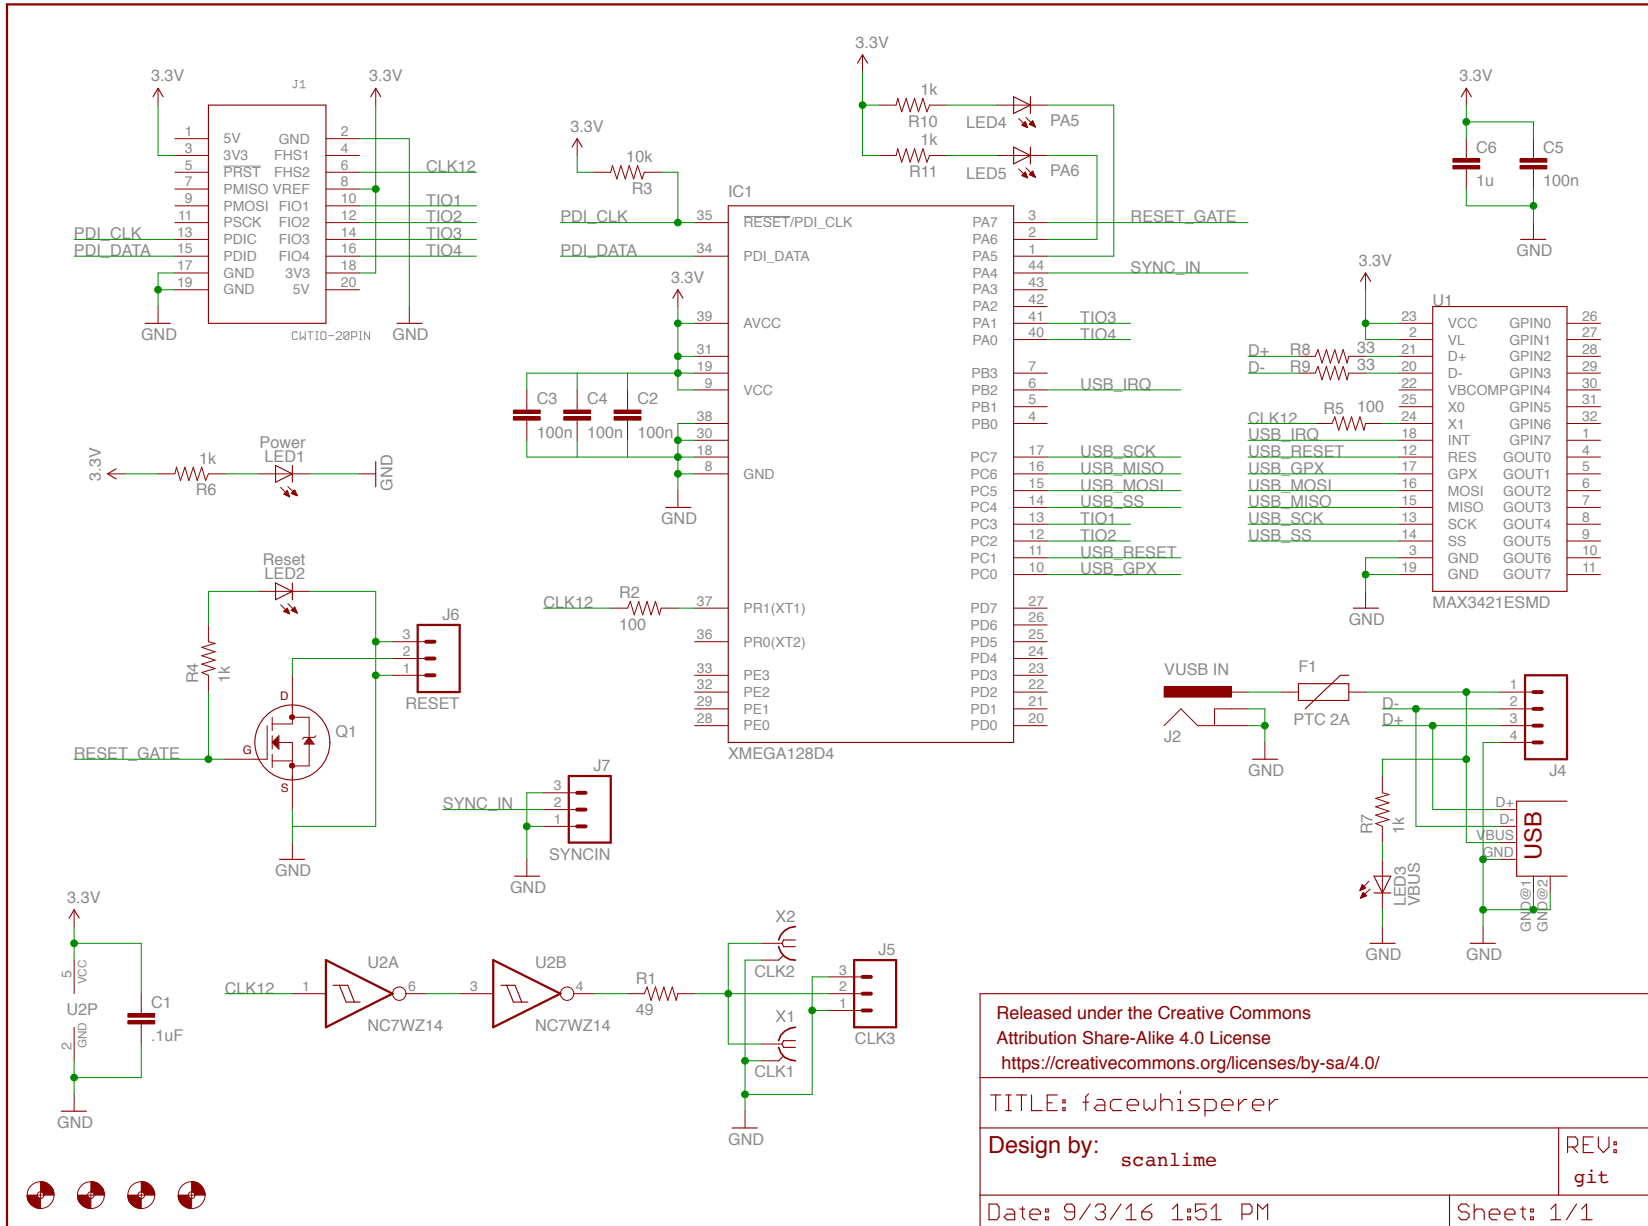 3.3V
J1
3.3V
1 5V GND 2
3 3V3 FHS1 4
5 PRST FHS2 6 CLK12
7 PMISO VREF 8
9 PMOSI FIO1 10 TIO1
11 PSCK FIO2 12 TIO2
PDI_CLK 13 PDIC FIO3 14 TIO3
PDI_DATA 15 PDID FIO4 16 TIO4
17 GND 3V3 18
19 GND 5V 20
GND
CWTIO-20PIN
GND
3.3V
10k
R3
3.3V
1k
R10
LED4
PA5
1k
R11
LED5
PA6
3.3V
C6
1u
C5
100n
GND
IC1
PDI_CLK 35 RESET/PDI_CLK
PDI_DATA 34 PDI_DATA
3.3V
39 AVCC
31
19
9 VCC
C3 C4 C2
100n 100n 100n
38
30
18
8 GND
GND
CLK12 R2 37 PR1(XT1)
100
36 PR0(XT2)
33 PE3
32 PE2
29 PE1
28 PE0
PA7 3 RESET_GATE
PA6 2
PA5 1
PA4 44 SYNC_IN
PA3 43
PA2 42
PA1 41 TIO3
PA0 40 TIO4
PB3 7
PB2 6 USB_IRQ
PB1 5
PB0 4
PC7 17 USB_SCK
PC6 16 USB_MISO
PC5 15 USB_MOSI
PC4 14 USB_SS
PC3 13 TIO1
PC2 12 TIO2
PC1 11 USB_RESET
PC0 10 USB_GPX
PD7 27
PD6 26
PD5 25
PD4 24
PD3 23
PD2 22
PD1 21
PD0 20
XMEGA128D4
3.3V
U1
23 VCC GPIN0 26
2 VL GPIN1 27
D+ R8 33 21 D+ GPIN2 28
D- R9 33 20 D- GPIN3 29
22 VBCOMP GPIN4 30
25 X0 GPIN5 31
CLK12 R5 100 24 X1 GPIN6 32
USB_IRQ 18 INT GPIN7 1
USB_RESET 12 RES GOUT0 4
USB_GPX 17 GPX GOUT1 5
USB_MOSI 16 MOSI GOUT2 6
USB_MISO 15 MISO GOUT3 7
USB_SCK 13 SCK GOUT4 8
USB_SS 14 SS GOUT5 9
3 GND GOUT6 10
19 GND GOUT7 11
GND
MAX3421ESMD
3.3V
1k
R6
Power
LED1
GND
Reset
LED2
R4
1k
J6
3
2
1
RESET
D
Q1
G
S
RESET_GATE
GND
J7
SYNC_IN
3
2
1
SYNCIN
GND
VUSB IN
J2
GND
F1
PTC 2A
D-
D+
1
2
3
4
J4
R7
1k
LED3
VBUS
GND
D+
D-
VBUS
GND
USB
GND@1
GND@2
GND
3.3V
5
VCC
U2P
2
GND
C1
.1uF
GND
CLK12 1 U2A 6
NC7WZ14
3 U2B 4
NC7WZ14
R1
49
X2
CLK2
X1
CLK1
J5
3
2
1
CLK3
GND
Released under the Creative Commons
Attribution Share-Alike 4.0 License
https://creativecommons.org/licenses/by-sa/4.0/
TITLE: facewhisperer
Design by: scanlime
REV:
git
Date: 9/3/16 1:51 PM
Sheet: 1/1